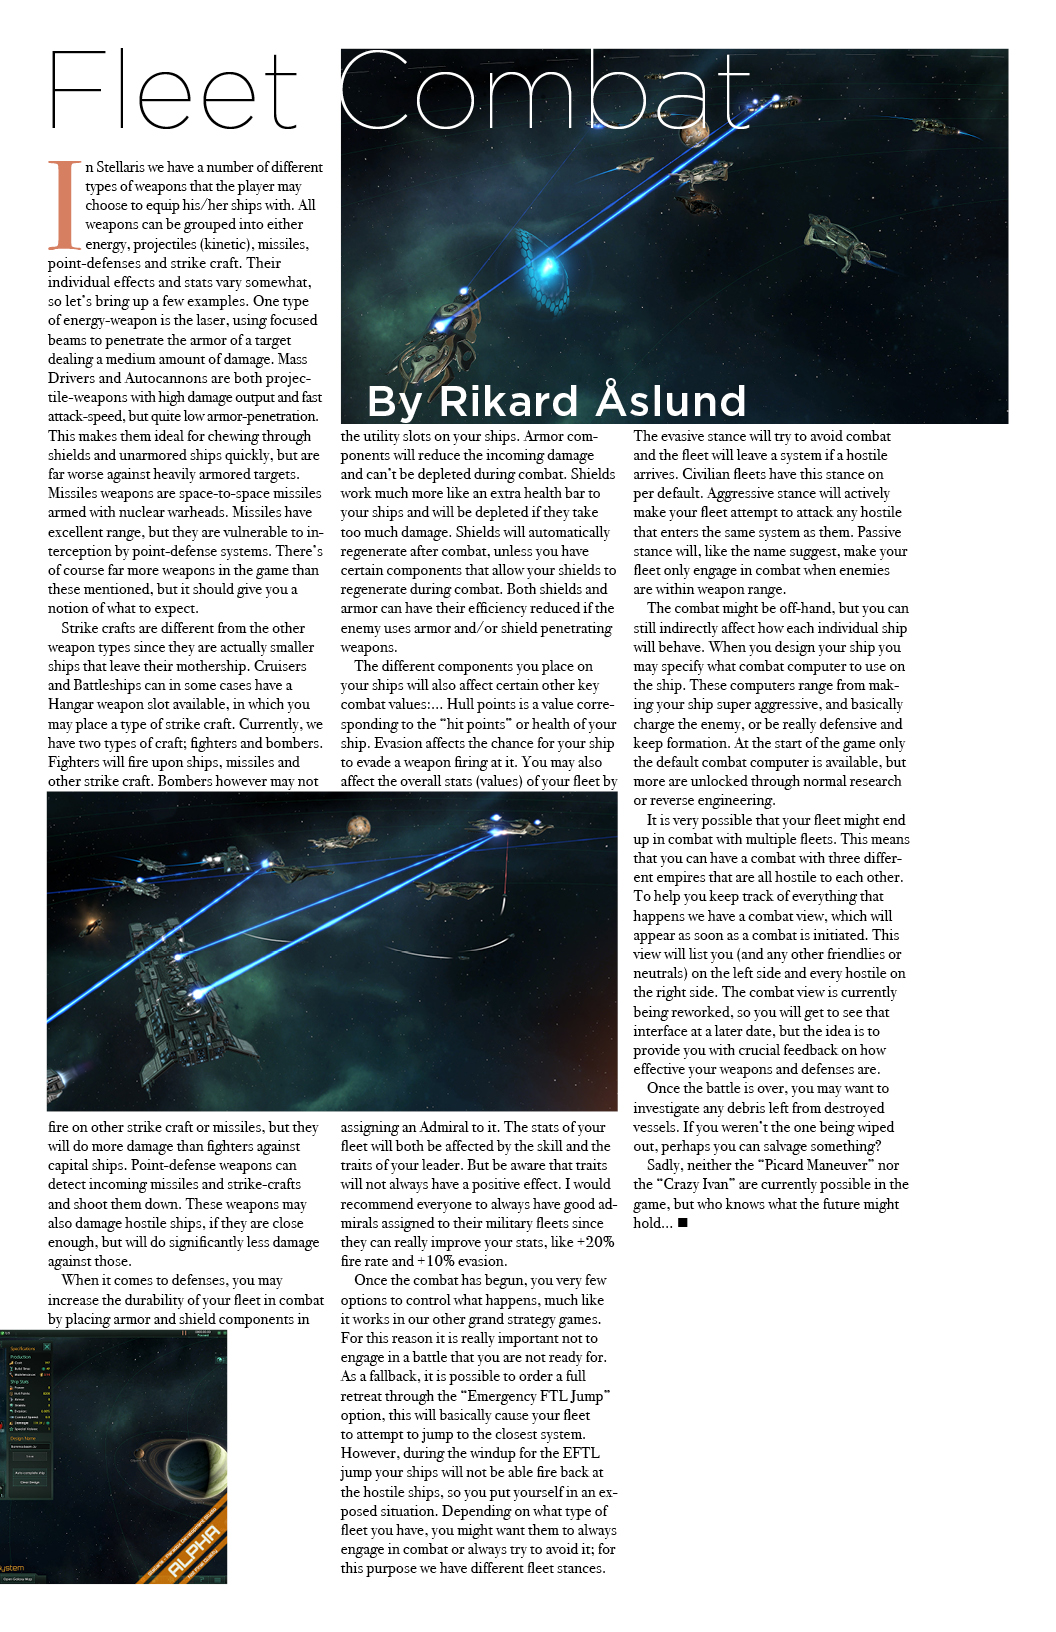 Fleet Combat
By Rikard Åslund
In Stellaris we have a number of different
types of weapons that the player may
choose to equip his/her ships with. All
weapons can be grouped into either
energy, projectiles (kinetic), missiles,
point-defenses and strike craft. Their
individual effects and stats vary somewhat,
so let’s bring up a few examples. One type
of energy-weapon is the laser, using focused
beams to penetrate the armor of a target
dealing a medium amount of damage. Mass
Drivers and Autocannons are both projec-
tile-weapons with high damage output and fast
attack-speed, but quite low armor-penetration.
This makes them ideal for chewing through
shields and unarmored ships quickly, but are
far worse against heavily armored targets.
Missiles weapons are space-to-space missiles
armed with nuclear warheads. Missiles have
excellent range, but they are vulnerable to in-
terception by point-defense systems. There’s
of course far more weapons in the game than
these mentioned, but it should give you a
notion of what to expect.
Strike crafts are different from the other
weapon types since they are actually smaller
ships that leave their mothership. Cruisers
and Battleships can in some cases have a
Hangar weapon slot available, in which you
may place a type of strike craft. Currently, we
have two types of craft; fighters and bombers.
Fighters will fire upon ships, missiles and
other strike craft. Bombers however may not
fire on other strike craft or missiles, but they
will do more damage than fighters against
capital ships. Point-defense weapons can
detect incoming missiles and strike-crafts
and shoot them down. These weapons may
also damage hostile ships, if they are close
enough, but will do significantly less damage
against those.
When it comes to defenses, you may
increase the durability of your fleet in combat
by placing armor and shield components in
the utility slots on your ships. Armor com-
ponents will reduce the incoming damage
and can’t be depleted during combat. Shields
work much more like an extra health bar to
your ships and will be depleted if they take
too much damage. Shields will automatically
regenerate after combat, unless you have
certain components that allow your shields to
regenerate during combat. Both shields and
armor can have their efficiency reduced if the
enemy uses armor and/or shield penetrating
weapons.
The different components you place on
your ships will also affect certain other key
combat values:… Hull points is a value corre-
sponding to the “hit points” or health of your
ship. Evasion affects the chance for your ship
to evade a weapon firing at it. You may also
affect the overall stats (values) of your fleet by
assigning an Admiral to it. The stats of your
fleet will both be affected by the skill and the
traits of your leader. But be aware that traits
will not always have a positive effect. I would
recommend everyone to always have good ad-
mirals assigned to their military fleets since
they can really improve your stats, like +20%
fire rate and +10% evasion.
Once the combat has begun, you very few
options to control what happens, much like
it works in our other grand strategy games.
For this reason it is really important not to
engage in a battle that you are not ready for.
As a fallback, it is possible to order a full
retreat through the “Emergency FTL Jump”
option, this will basically cause your fleet
to attempt to jump to the closest system.
However, during the windup for the EFTL
jump your ships will not be able fire back at
the hostile ships, so you put yourself in an ex-
posed situation. Depending on what type of
fleet you have, you might want them to always
engage in combat or always try to avoid it; for
this purpose we have different fleet stances.
The evasive stance will try to avoid combat
and the fleet will leave a system if a hostile
arrives. Civilian fleets have this stance on
per default. Aggressive stance will actively
make your fleet attempt to attack any hostile
that enters the same system as them. Passive
stance will, like the name suggest, make your
fleet only engage in combat when enemies
are within weapon range.
The combat might be off-hand, but you can
still indirectly affect how each individual ship
will behave. When you design your ship you
may specify what combat computer to use on
the ship. These computers range from mak-
ing your ship super aggressive, and basically
charge the enemy, or be really defensive and
keep formation. At the start of the game only
the default combat computer is available, but
more are unlocked through normal research
or reverse engineering.
It is very possible that your fleet might end
up in combat with multiple fleets. This means
that you can have a combat with three differ-
ent empires that are all hostile to each other.
To help you keep track of everything that
happens we have a combat view, which will
appear as soon as a combat is initiated. This
view will list you (and any other friendlies or
neutrals) on the left side and every hostile on
the right side. The combat view is currently
being reworked, so you will get to see that
interface at a later date, but the idea is to
provide you with crucial feedback on how
effective your weapons and defenses are.
Once the battle is over, you may want to
investigate any debris left from destroyed
vessels. If you weren’t the one being wiped
out, perhaps you can salvage something?
Sadly, neither the “Picard Maneuver” nor
the “Crazy Ivan” are currently possible in the
game, but who knows what the future might
hold… ■
Specifications
Production
Cost
Build Time
Maintenance
Ship Stats
Power
Hull Points
Armor
Shields
Evasion
Combat Speed
Damage
Design Name
Save
ALPHA
Not Final Quality
ystem
Open Galaxy Map